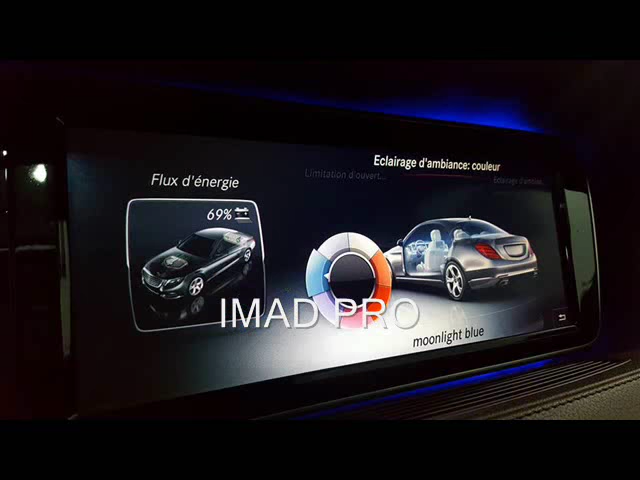 Eclairage d'ambiance: couleur
Limitation d'ouvert...
Eclairage d'ambian...
Flux d'énergie
69%
IMAD PRO
moonlight blue